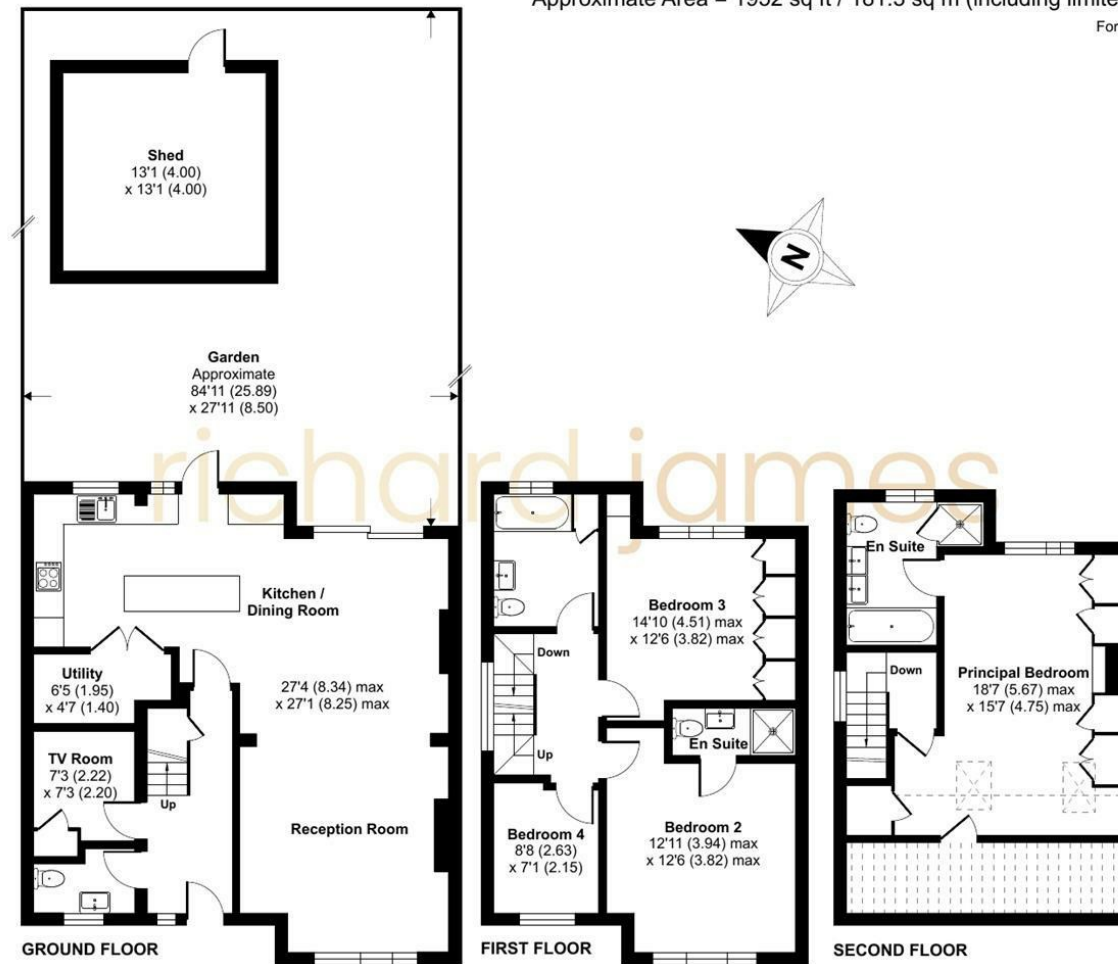 Approximate Area = 1952 sq ft / 181.3 sq m (including limite
For
Shed
13'1 (4.00)
x 13'1 (4.00)
N
Garden
Approximate
84'11 (25.89)
x 27'11 (8.50)
richard james
Kitchen /
Dining Room
Utility
6'5 (1.95)
x 4'7 (1.40)
27'4 (8.34) max
x 27'1 (8.25) max
TV Room
7'3 (2.22)
x 7'3 (2.20)
Up
Reception Room
GROUND FLOOR
Bedroom 3
14'10 (4.51) max
x 12'6 (3.82) max
Down
Up
En Suite
Bedroom 4
8'8 (2.63)
x 7'1 (2.15)
Bedroom 2
12'11 (3.94) max
x 12'6 (3.82) max
FIRST FLOOR
En Suite
Down
Principal Bedroom
18'7 (5.67) max
x 15'7 (4.75) max
SECOND FLOOR